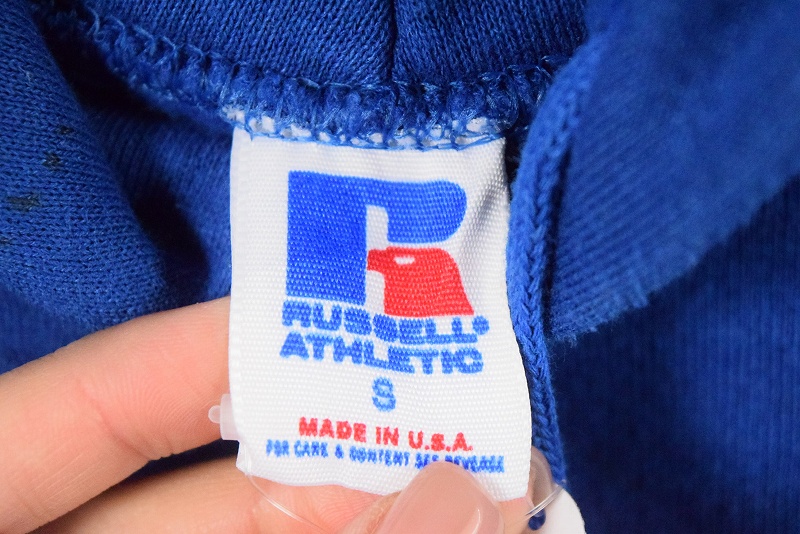 RUSSELL®
ATHLETIC
S
MADE IN U.S.A.
FOR CARE & CONTENT SEE REVERSE